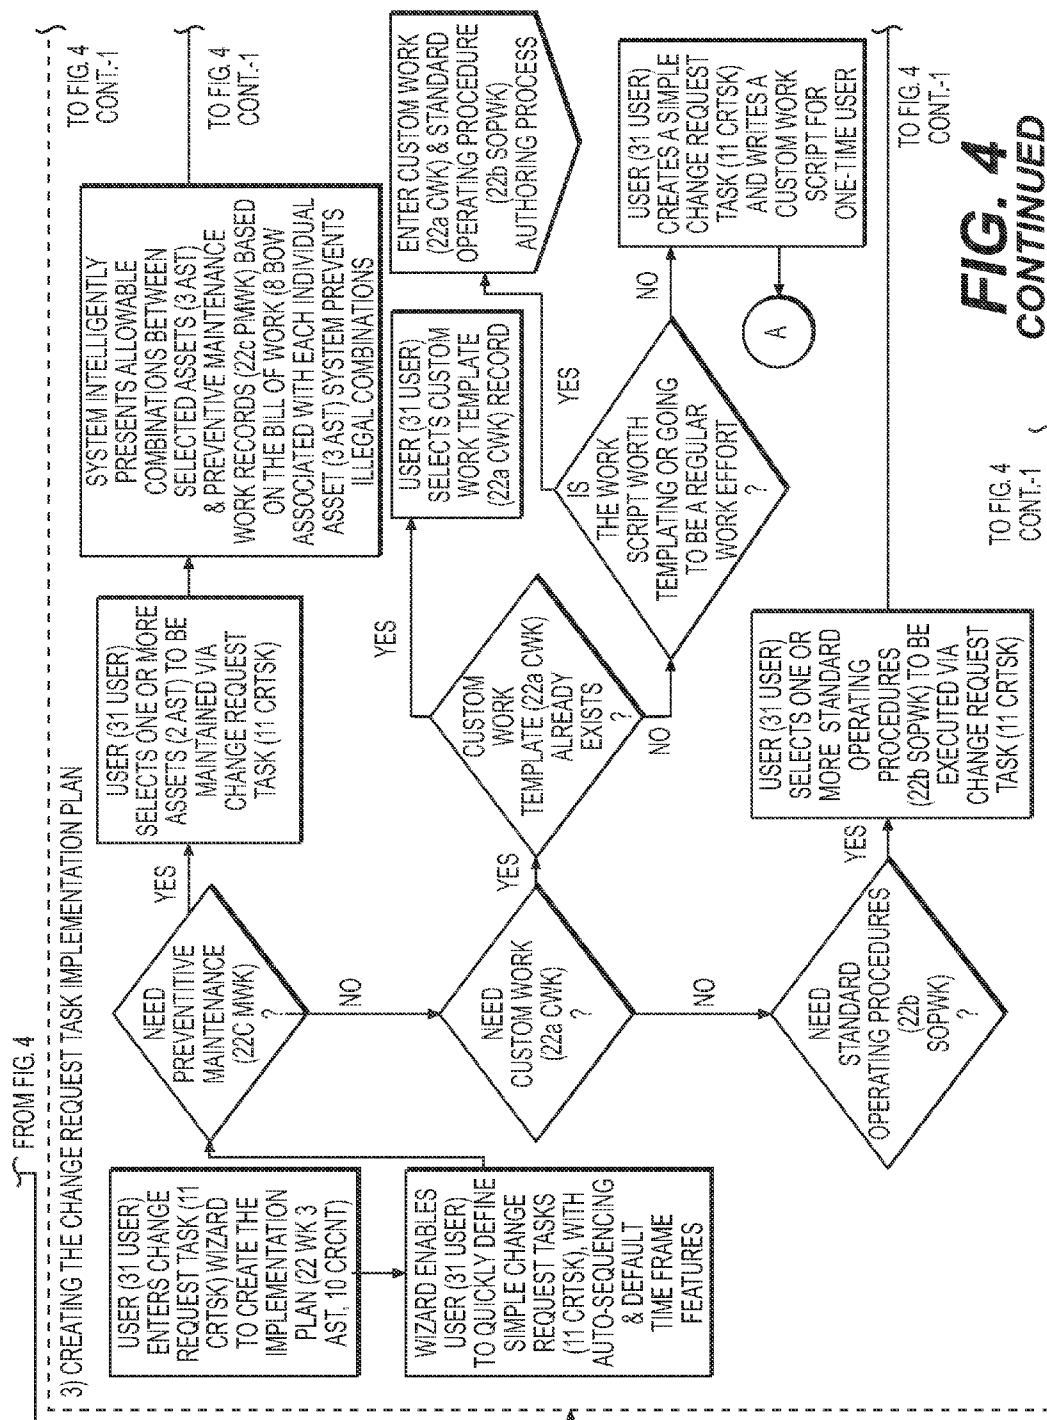 FROM FIG. 4
3) CREATING THE CHANGE REQUEST TASK IMPLEMENTATION PLAN
USER (31 USER)
ENTERS CHANGE
REQUEST TASK (11
CRTSK) WIZARD
TO CREATE THE
IMPLEMENTATION
PLAN (22 WK 3
AST, 10 CRCNT)
WIZARD ENABLES
USER (31 USER)
TO QUICKLY DEFINE
SIMPLE CHANGE
REQUEST TASKS
(11 CRTSK), WITH
AUTO-SEQUENCING
& DEFAULT
TIME FRAME
FEATURES
NEED
PREVENTITIVE
MAINTENANCE
(22C MWK)
?
YES
NO
USER (31 USER)
SELECTS ONE OR MORE
ASSETS (2 AST) TO BE
MAINTAINED VIA
CHANGE REQUEST
TASK (11 CRTSK)
SYSTEM INTELLIGENTLY
PRESENTS ALLOWABLE
COMBINATIONS BETWEEN
SELECTED ASSETS (3 AST)
& PREVENTIVE MAINTENANCE
WORK RECORDS (22c PMWK) BASED
ON THE BILL OF WORK (8 BOW
ASSOCIATED WITH EACH INDIVIDUAL
ASSET (3 AST) SYSTEM PREVENTS
ILLEGAL COMBINATIONS
TO FIG. 4
CONT.-1
TO FIG. 4
CONT.-1
NEED
CUSTOM WORK
(22a CWK)
?
YES
NO
CUSTOM
WORK
TEMPLATE (22a CWK)
ALREADY
EXISTS
?
YES
NO
USER (31 USER)
SELECTS CUSTOM
WORK TEMPLATE
(22a CWK) RECORD
IS
THE WORK
SCRIPT WORTH
TEMPLATING OR GOING
TO BE A REGULAR
WORK EFFORT
?
YES
NO
ENTER CUSTOM WORK
(22a CWK) & STANDARD
OPERATING PROCEDURE
(22b SOPWK)
AUTHORING PROCESS
USER (31 USER)
CREATES A SIMPLE
CHANGE REQUEST
TASK (11 CRTSK)
AND WRITES A
CUSTOM WORK
SCRIPT FOR
ONE-TIME USER
A
NEED
STANDARD
OPERATING PROCEDURES
(22b
SOPWK)
?
YES
USER (31 USER)
SELECTS ONE OR
MORE STANDARD
OPERATING
PROCEDURES
(22b SOPWK) TO BE
EXECUTED VIA
CHANGE REQUEST
TASK (11 CRTSK)
TO FIG. 4
CONT.-1
TO FIG. 4
CONT.-1
FIG. 4
CONTINUED